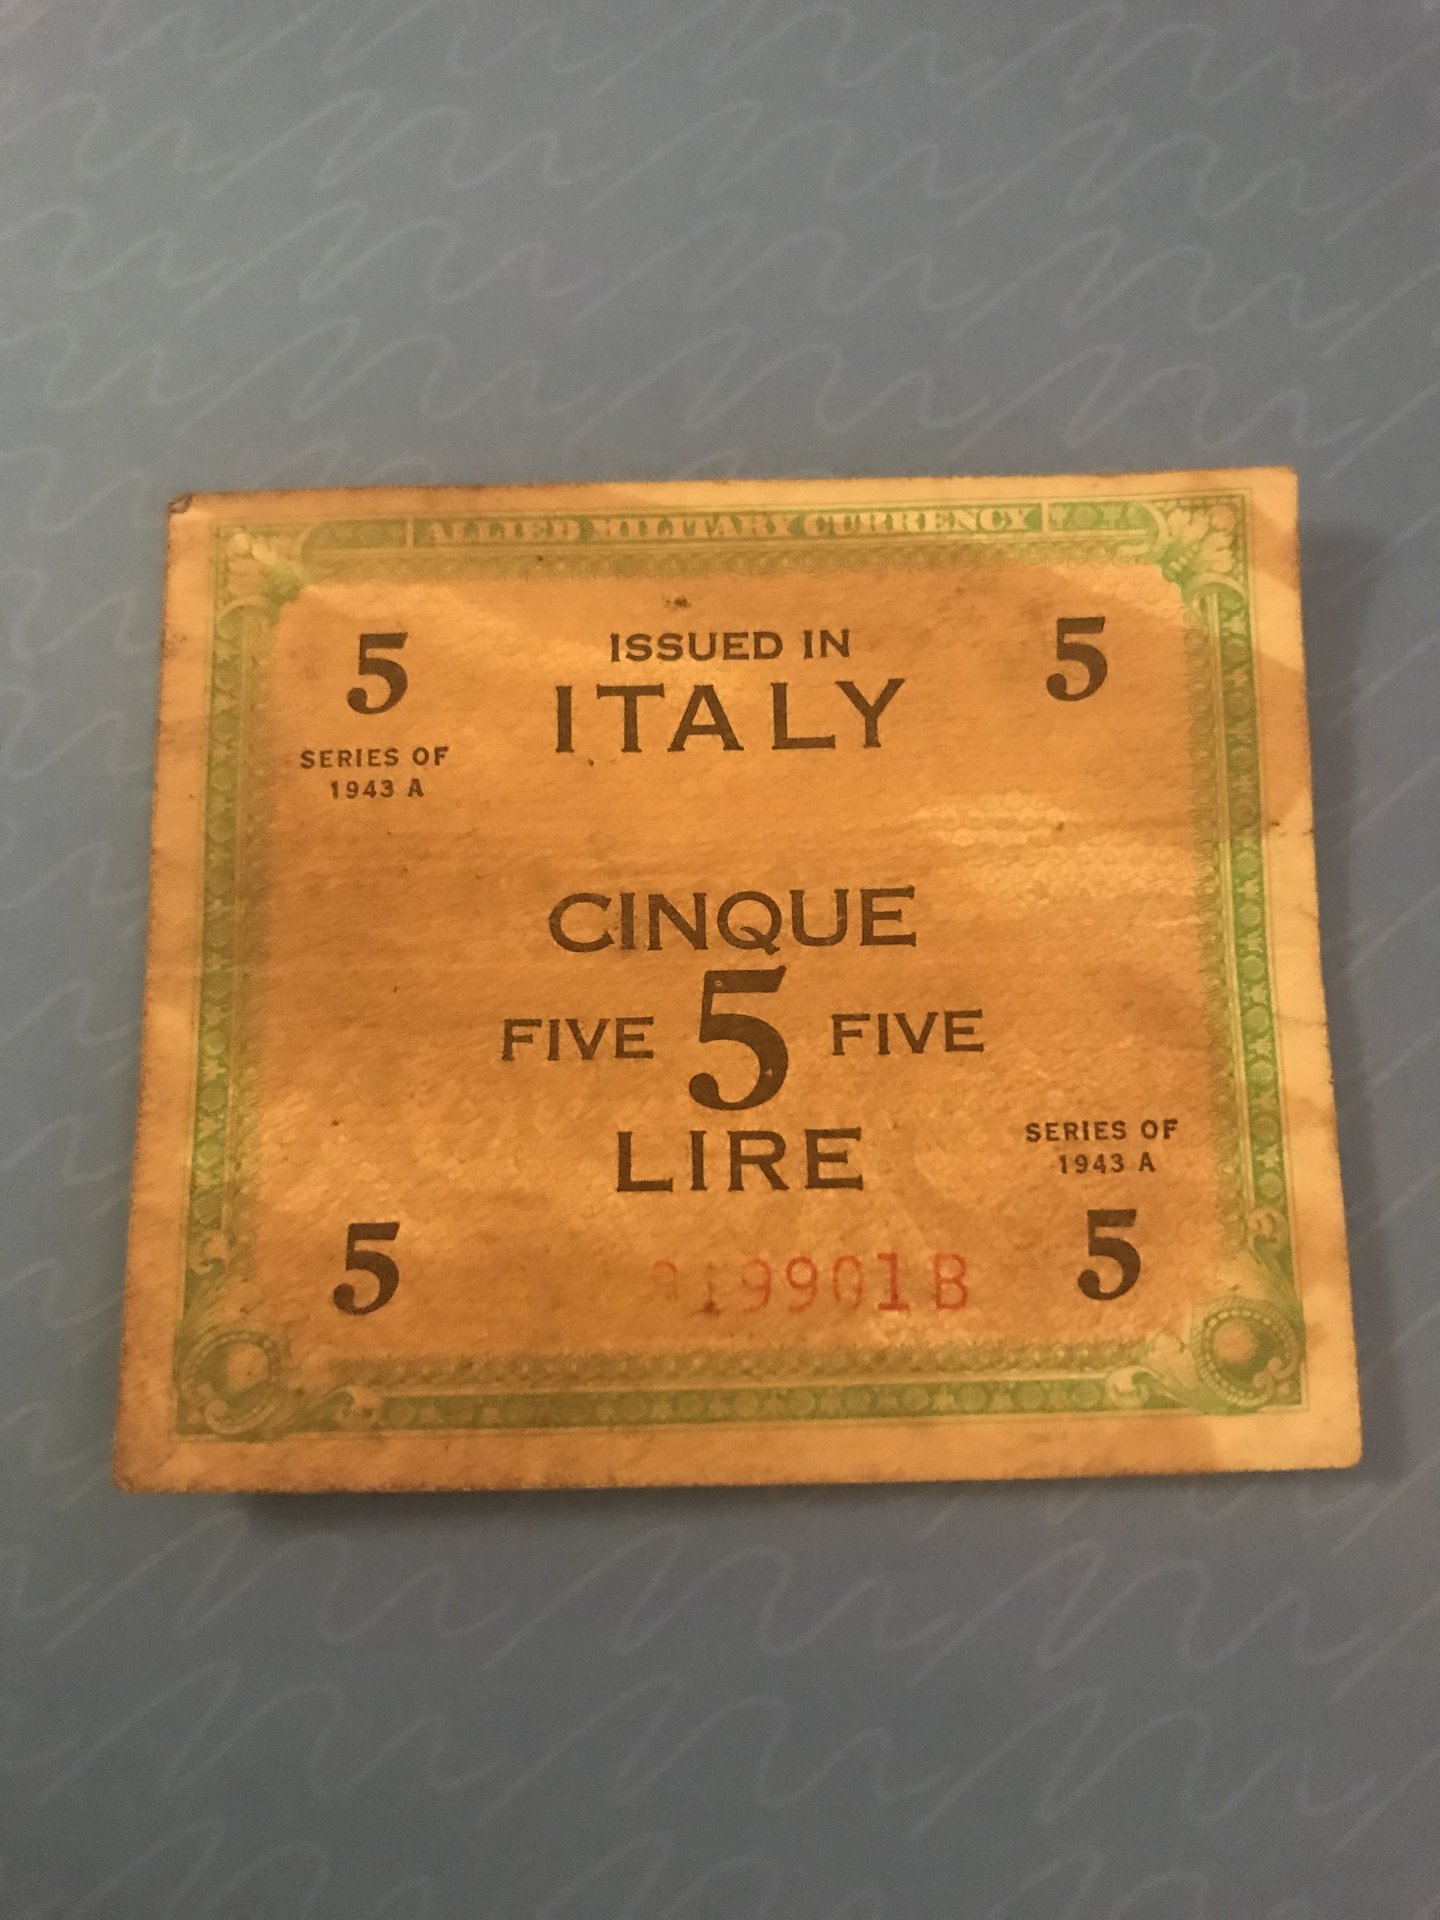 ALLIED MILITARY CURRENCY
5 ISSUED IN 5
ITALY
SERIES OF
1943 A
CINQUE
FIVE 5 FIVE
LIRE
SERIES OF
1943 A
5 5